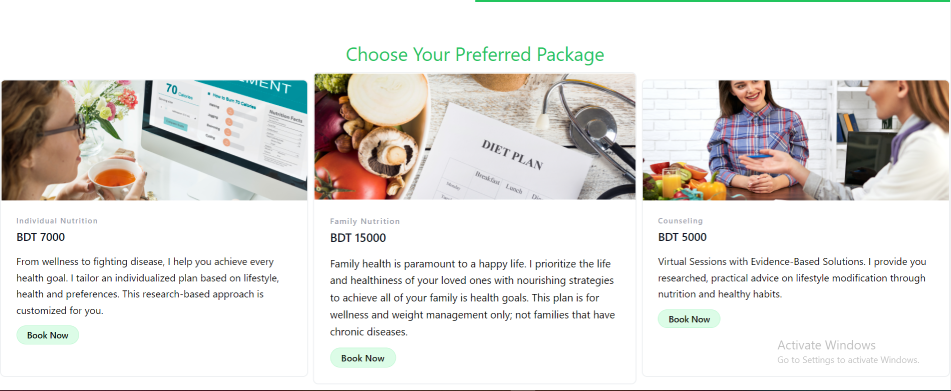 Choose Your Preferred Package
70
Calories
How to Burn 70 Calories
Nutrition Facts
DIET PLAN
Breakfast Lunch
Monday
Individual Nutrition
BDT 7000
From wellness to fighting disease, I help you achieve every
health goal. I tailor an individualized plan based on lifestyle,
health and preferences. This research-based approach is
customized for you.
Book Now
Family Nutrition
BDT 15000
Family health is paramount to a happy life. I prioritize the life
and healthiness of your loved ones with nourishing strategies
to achieve all of your family is health goals. This plan is for
wellness and weight management only; not families that have
chronic diseases.
Book Now
Counseling
BDT 5000
Virtual Sessions with Evidence-Based Solutions. I provide you
researched, practical advice on lifestyle modification through
nutrition and healthy habits.
Book Now
Activate Windows
Go to Settings to activate Windows.